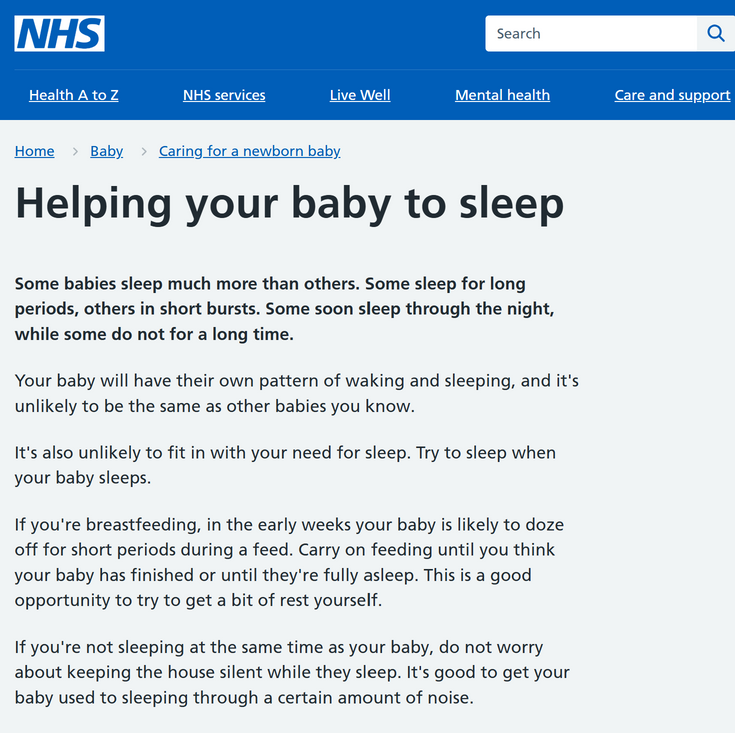 NHS
Search
Health A to Z
NHS services
Live Well
Mental health
Care and support
Home
Baby
Caring for a newborn baby
Helping your baby to sleep
Some babies sleep much more than others. Some sleep for long
periods, others in short bursts. Some soon sleep through the night,
while some do not for a long time.
Your baby will have their own pattern of waking and sleeping, and it's
unlikely to be the same as other babies you know.
It's also unlikely to fit in with your need for sleep. Try to sleep when
your baby sleeps.
If you're breastfeeding, in the early weeks your baby is likely to doze
off for short periods during a feed. Carry on feeding until you think
your baby has finished or until they're fully asleep. This is a good
opportunity to try to get a bit of rest yourself.
If you're not sleeping at the same time as your baby, do not worry
about keeping the house silent while they sleep. It's good to get your
baby used to sleeping through a certain amount of noise.